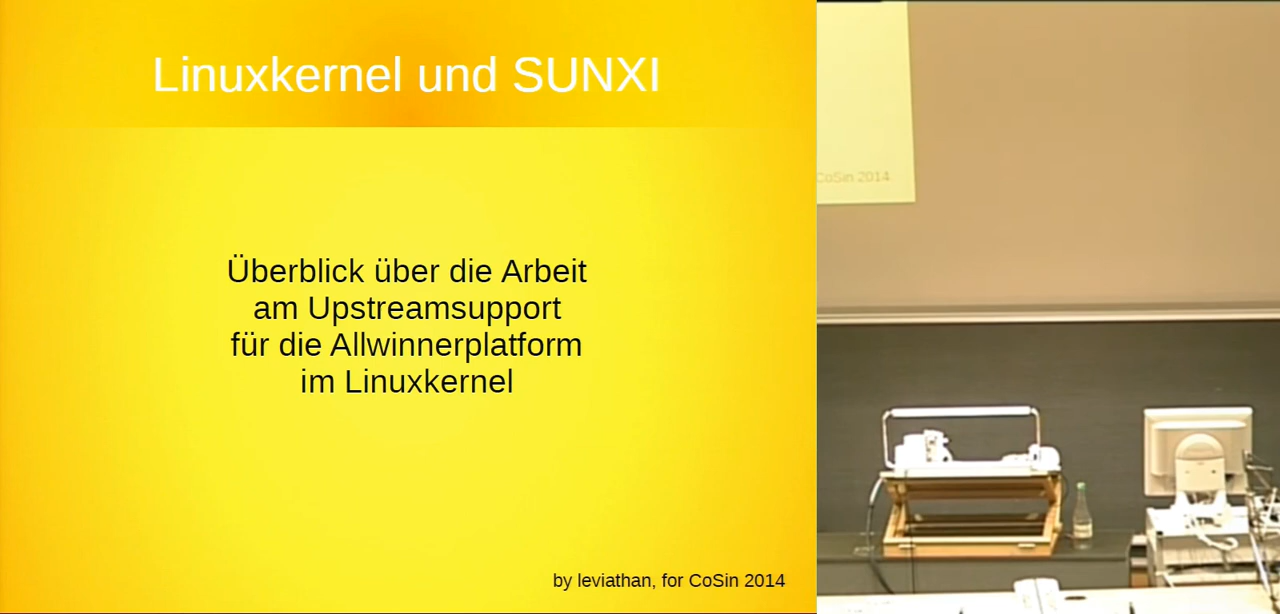 Linuxkernel und SUNXI
Überblick über die Arbeit
am Upstreamsupport
für die Allwinnerplatform
im Linuxkernel
by leviathan, for CoSin 2014
CoSin 2014